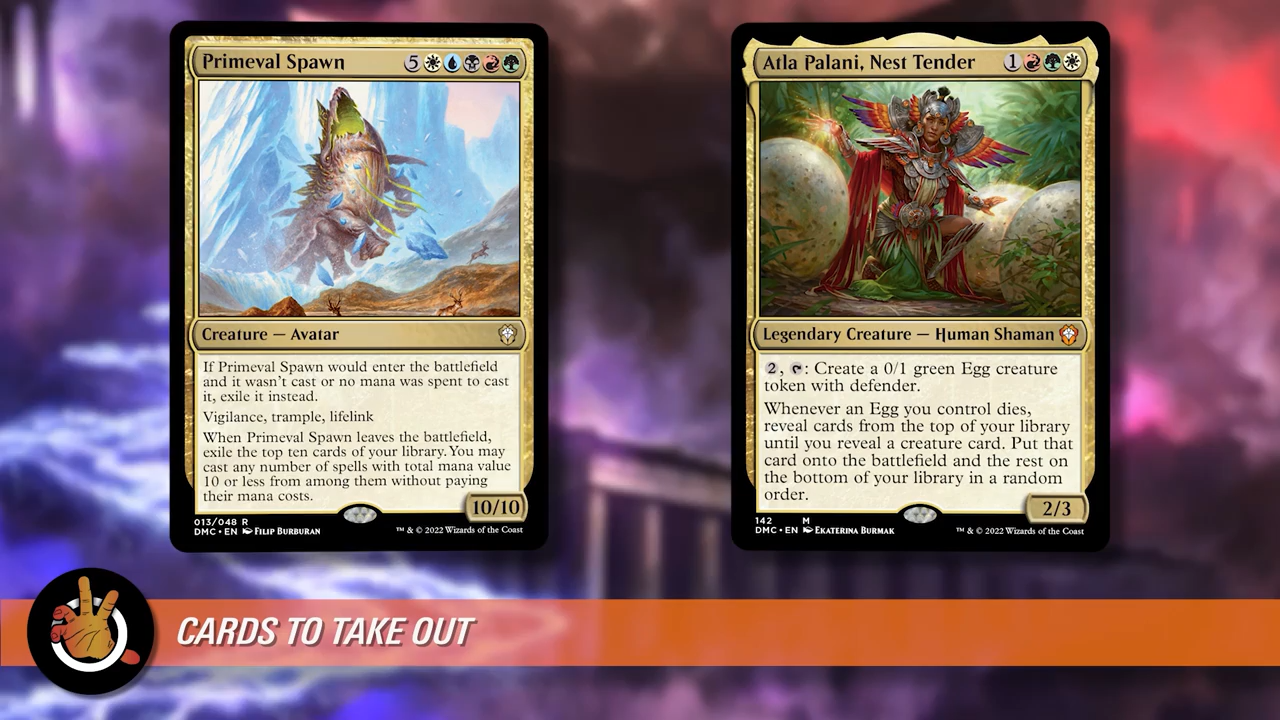 Primeval Spawn 5
Creature — Avatar
If Primeval Spawn would enter the battlefield
and it wasn't cast or no mana was spent to cast
it, exile it instead.
Vigilance, trample, lifelink
When Primeval Spawn leaves the battlefield,
exile the top ten cards of your library. You may
cast any number of spells with total mana value
10 or less from among them without paying
their mana costs.
10/10
013/048 R
DMC • EN Filip Burburan
™ & © 2022 Wizards of the Coast
Atla Palani, Nest Tender 1
Legendary Creature — Human Shaman
2, : Create a 0/1 green Egg creature
token with defender.
Whenever an Egg you control dies,
reveal cards from the top of your library
until you reveal a creature card. Put that
card onto the battlefield and the rest on
the bottom of your library in a random
order.
2/3
142 M
DMC • EN Ekaterina Burmak
™ & © 2022 Wizards of the Coast
CARDS TO TAKE OUT